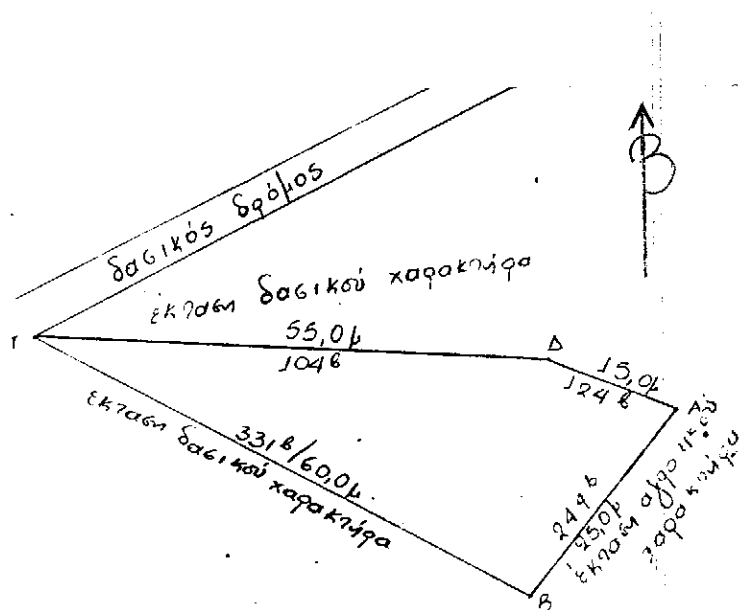 δασικός δρόμος
Β
έκταση δασικού χαρακτήρα
Γ
55,0μ
104β
Δ
15,0μ
124β
Α
331β/60,0μ
έκταση δασικού χαρακτήρα
244β
25,0μ
έκταση αγροτικού
χαρακτήρα
Β